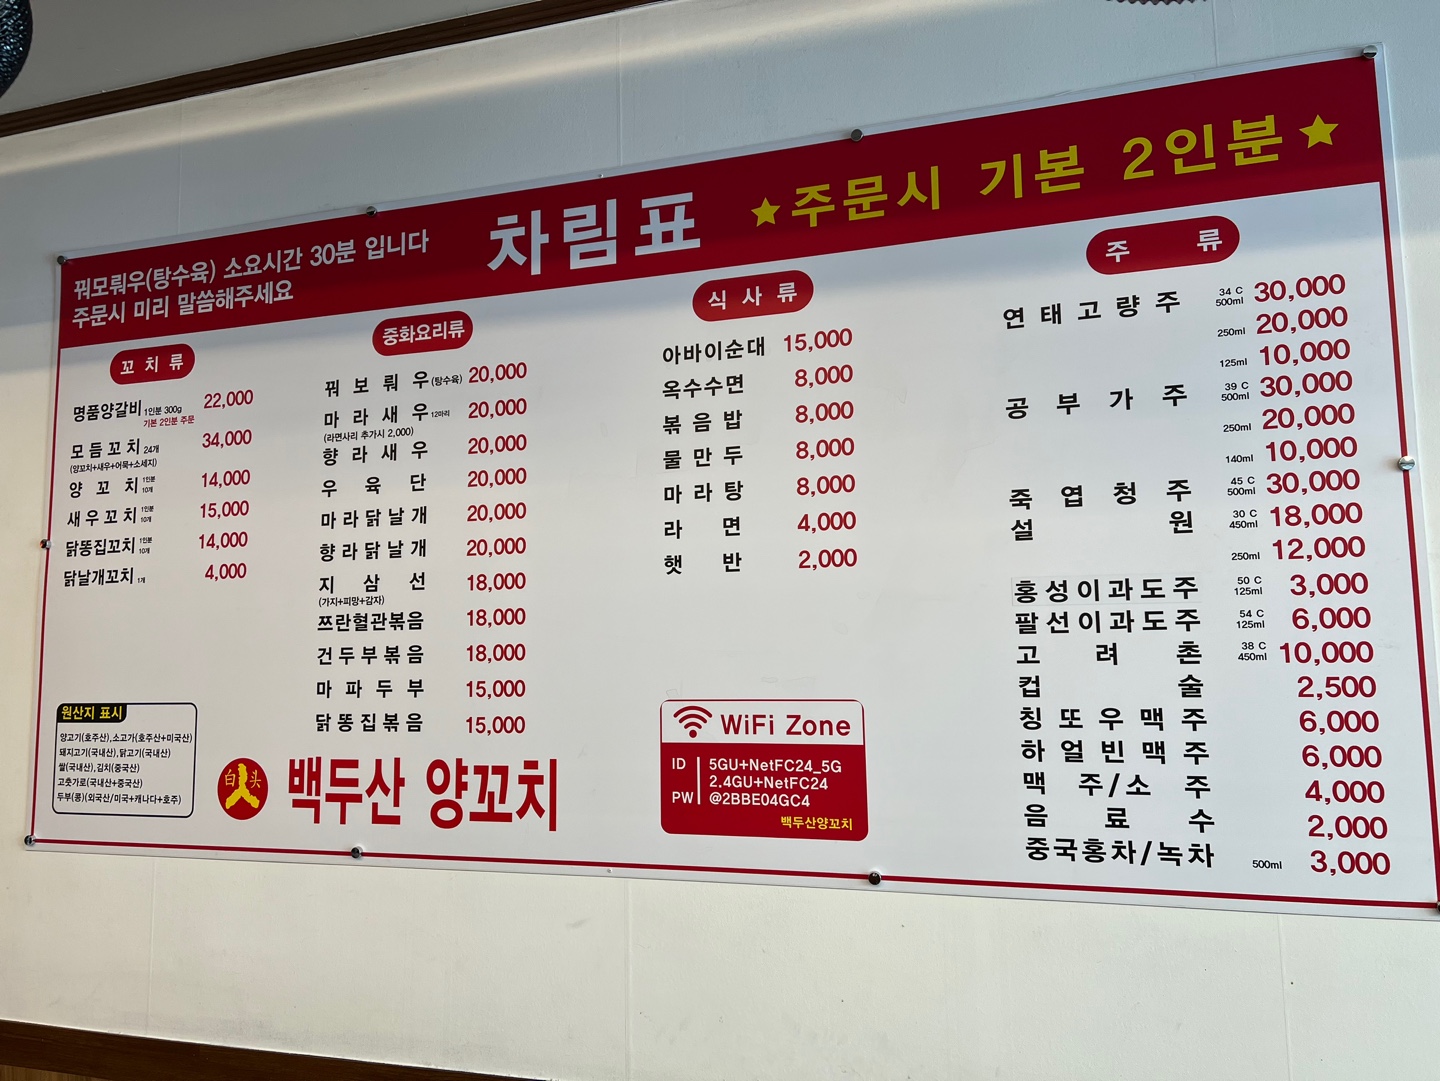 꿔모뤄우(탕수육) 소요시간 30분 입니다
주문시 미리 말씀해주세요
차림표
★주문시 기본 2인분★
꼬치류
명품양갈비 1인분 300g 22,000
기본 2인분 주문
모듬꼬치 24개 34,000
(양꼬치+새우+어묵+소세지)
양꼬치 1인분 10개 14,000
새우꼬치 1인분 10개 15,000
닭똥집꼬치 1인분 10개 14,000
닭날개꼬치 1개 4,000
중화요리류
꿔보뤄우(탕수육) 20,000
마라새우 12마리 20,000
(라면사리 추가시 2,000)
향라새우 20,000
우육단 20,000
마라닭날개 20,000
향라닭날개 20,000
지삼선 18,000
(가지+피망+감자)
쯔란혈관볶음 18,000
건두부볶음 18,000
마파두부 15,000
닭똥집볶음 15,000
식사류
아바이순대 15,000
옥수수면 8,000
볶음밥 8,000
물만두 8,000
마라탕 8,000
라면 4,000
햇반 2,000
주류
연태고량주 34 C 500ml 30,000
250ml 20,000
125ml 10,000
공부가주 39 C 500ml 30,000
250ml 20,000
140ml 10,000
죽엽청주 45 C 500ml 30,000
설원 30 C 450ml 18,000
250ml 12,000
홍성이과도주 50 C 125ml 3,000
팔선이과도주 54 C 125ml 6,000
고려촌 38 C 450ml 10,000
컵술 2,500
칭또우맥주 6,000
하얼빈맥주 6,000
맥주/소주 4,000
음료수 2,000
중국홍차/녹차 500ml 3,000
원산지 표시
양고기(호주산),소고기(호주산+미국산)
돼지고기(국내산),닭고기(국내산)
쌀(국내산),김치(중국산)
고춧가로(국내산+중국산)
두부(콩)(외국산/미국+캐나다+호주)
白头
백두산 양꼬치
WiFi Zone
ID 5GU+NetFC24_5G
2.4GU+NetFC24
PW @2BBE04GC4
백두산양꼬치